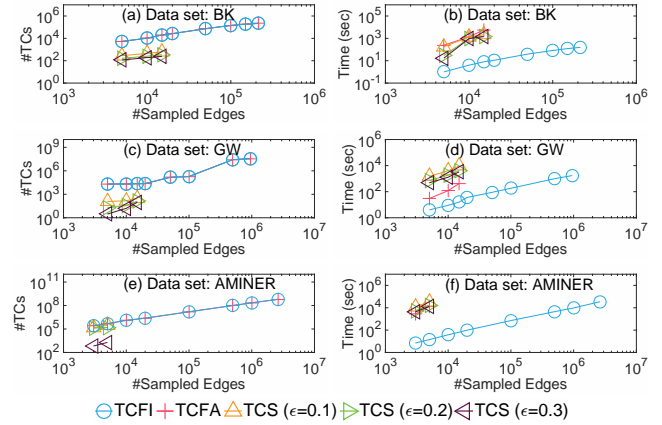 (a) Data set: BK
#TCs
10^6
10^4
10^2
10^0
10^3 10^4 10^5 10^6
#Sampled Edges
(b) Data set: BK
Time (sec)
10^5
10^3
10^1
10^-1
10^3 10^4 10^5 10^6
#Sampled Edges
(c) Data set: GW
#TCs
10^9
10^6
10^3
10^0
10^3 10^4 10^5 10^6 10^7
#Sampled Edges
(d) Data set: GW
Time (sec)
10^6
10^4
10^2
10^0
10^3 10^4 10^5 10^6 10^7
#Sampled Edges
(e) Data set: AMINER
#TCs
10^11
10^8
10^5
10^2
10^3 10^4 10^5 10^6 10^7
#Sampled Edges
(f) Data set: AMINER
Time (sec)
10^6
10^4
10^2
10^0
10^3 10^4 10^5 10^6 10^7
#Sampled Edges
TCFI TCFA TCS (ϵ=0.1) TCS (ϵ=0.2) TCS (ϵ=0.3)